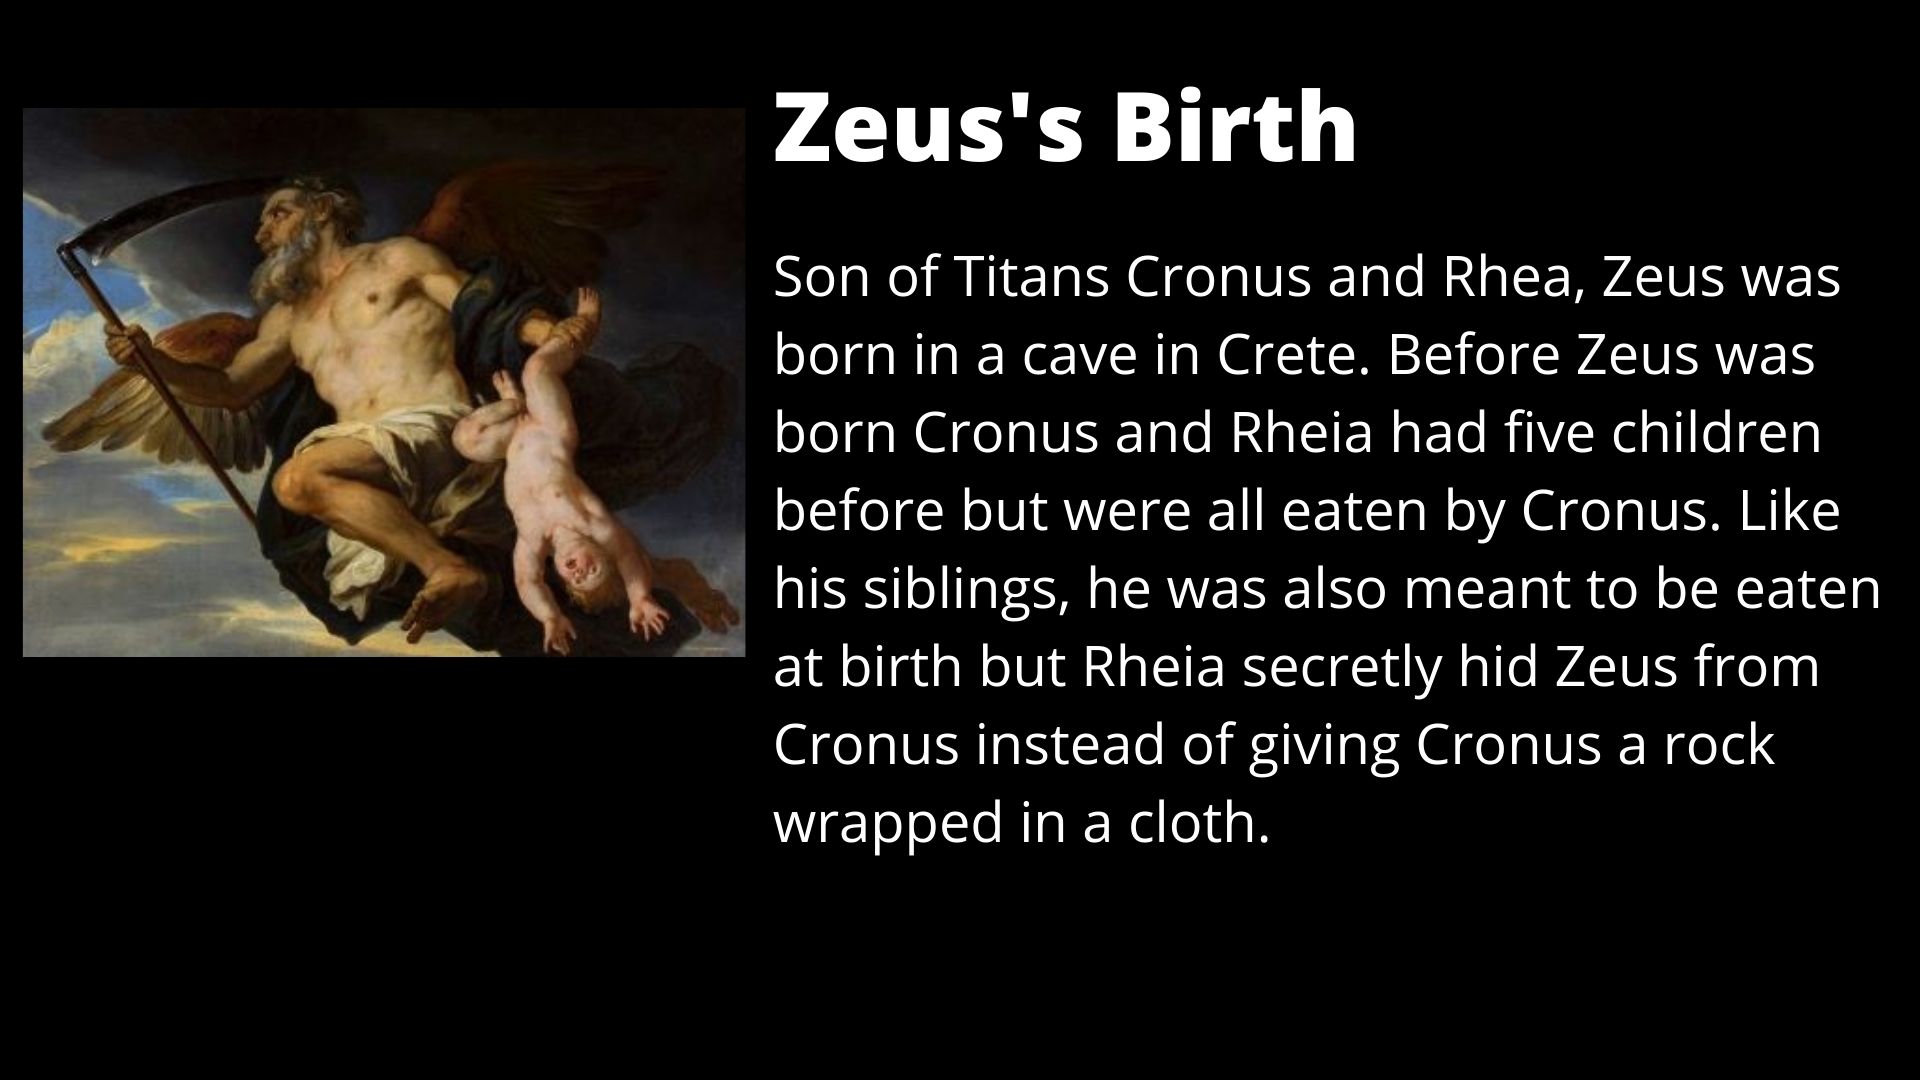 Zeus's Birth
Son of Titans Cronus and Rhea, Zeus was
born in a cave in Crete. Before Zeus was
born Cronus and Rheia had five children
before but were all eaten by Cronus. Like
his siblings, he was also meant to be eaten
at birth but Rheia secretly hid Zeus from
Cronus instead of giving Cronus a rock
wrapped in a cloth.